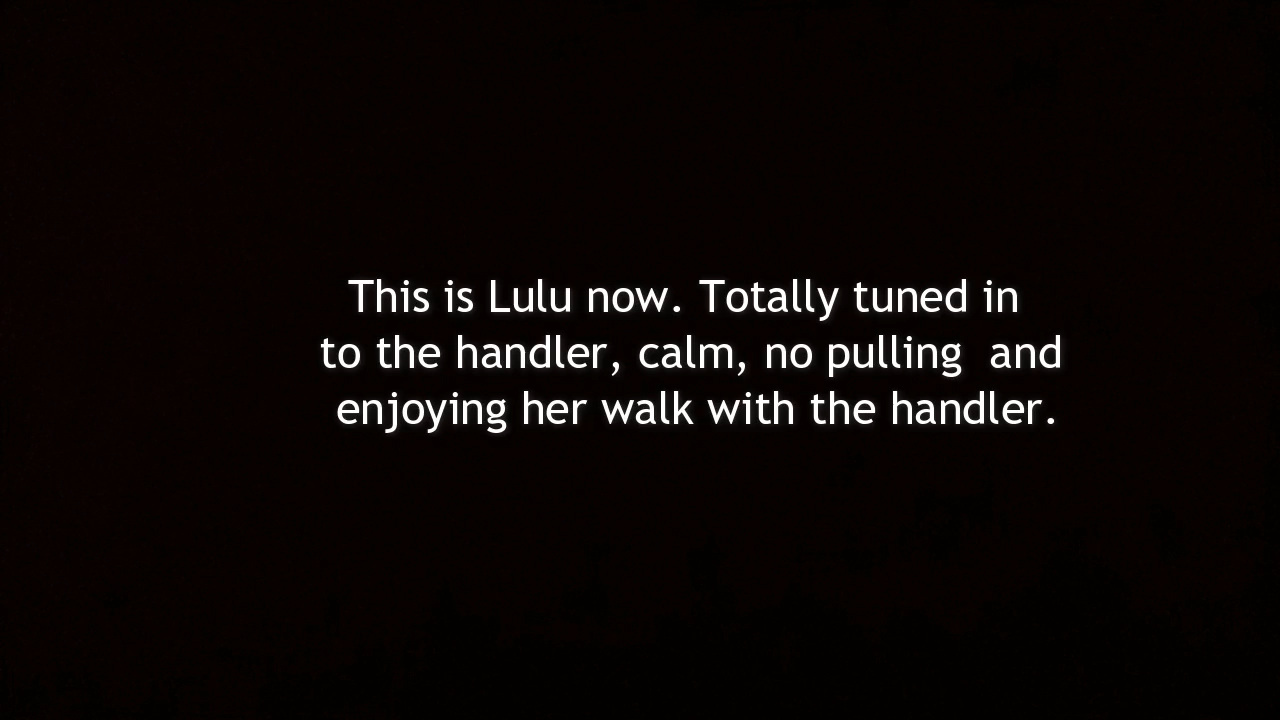 This is Lulu now. Totally tuned in
to the handler, calm, no pulling  and
enjoying her walk with the handler.